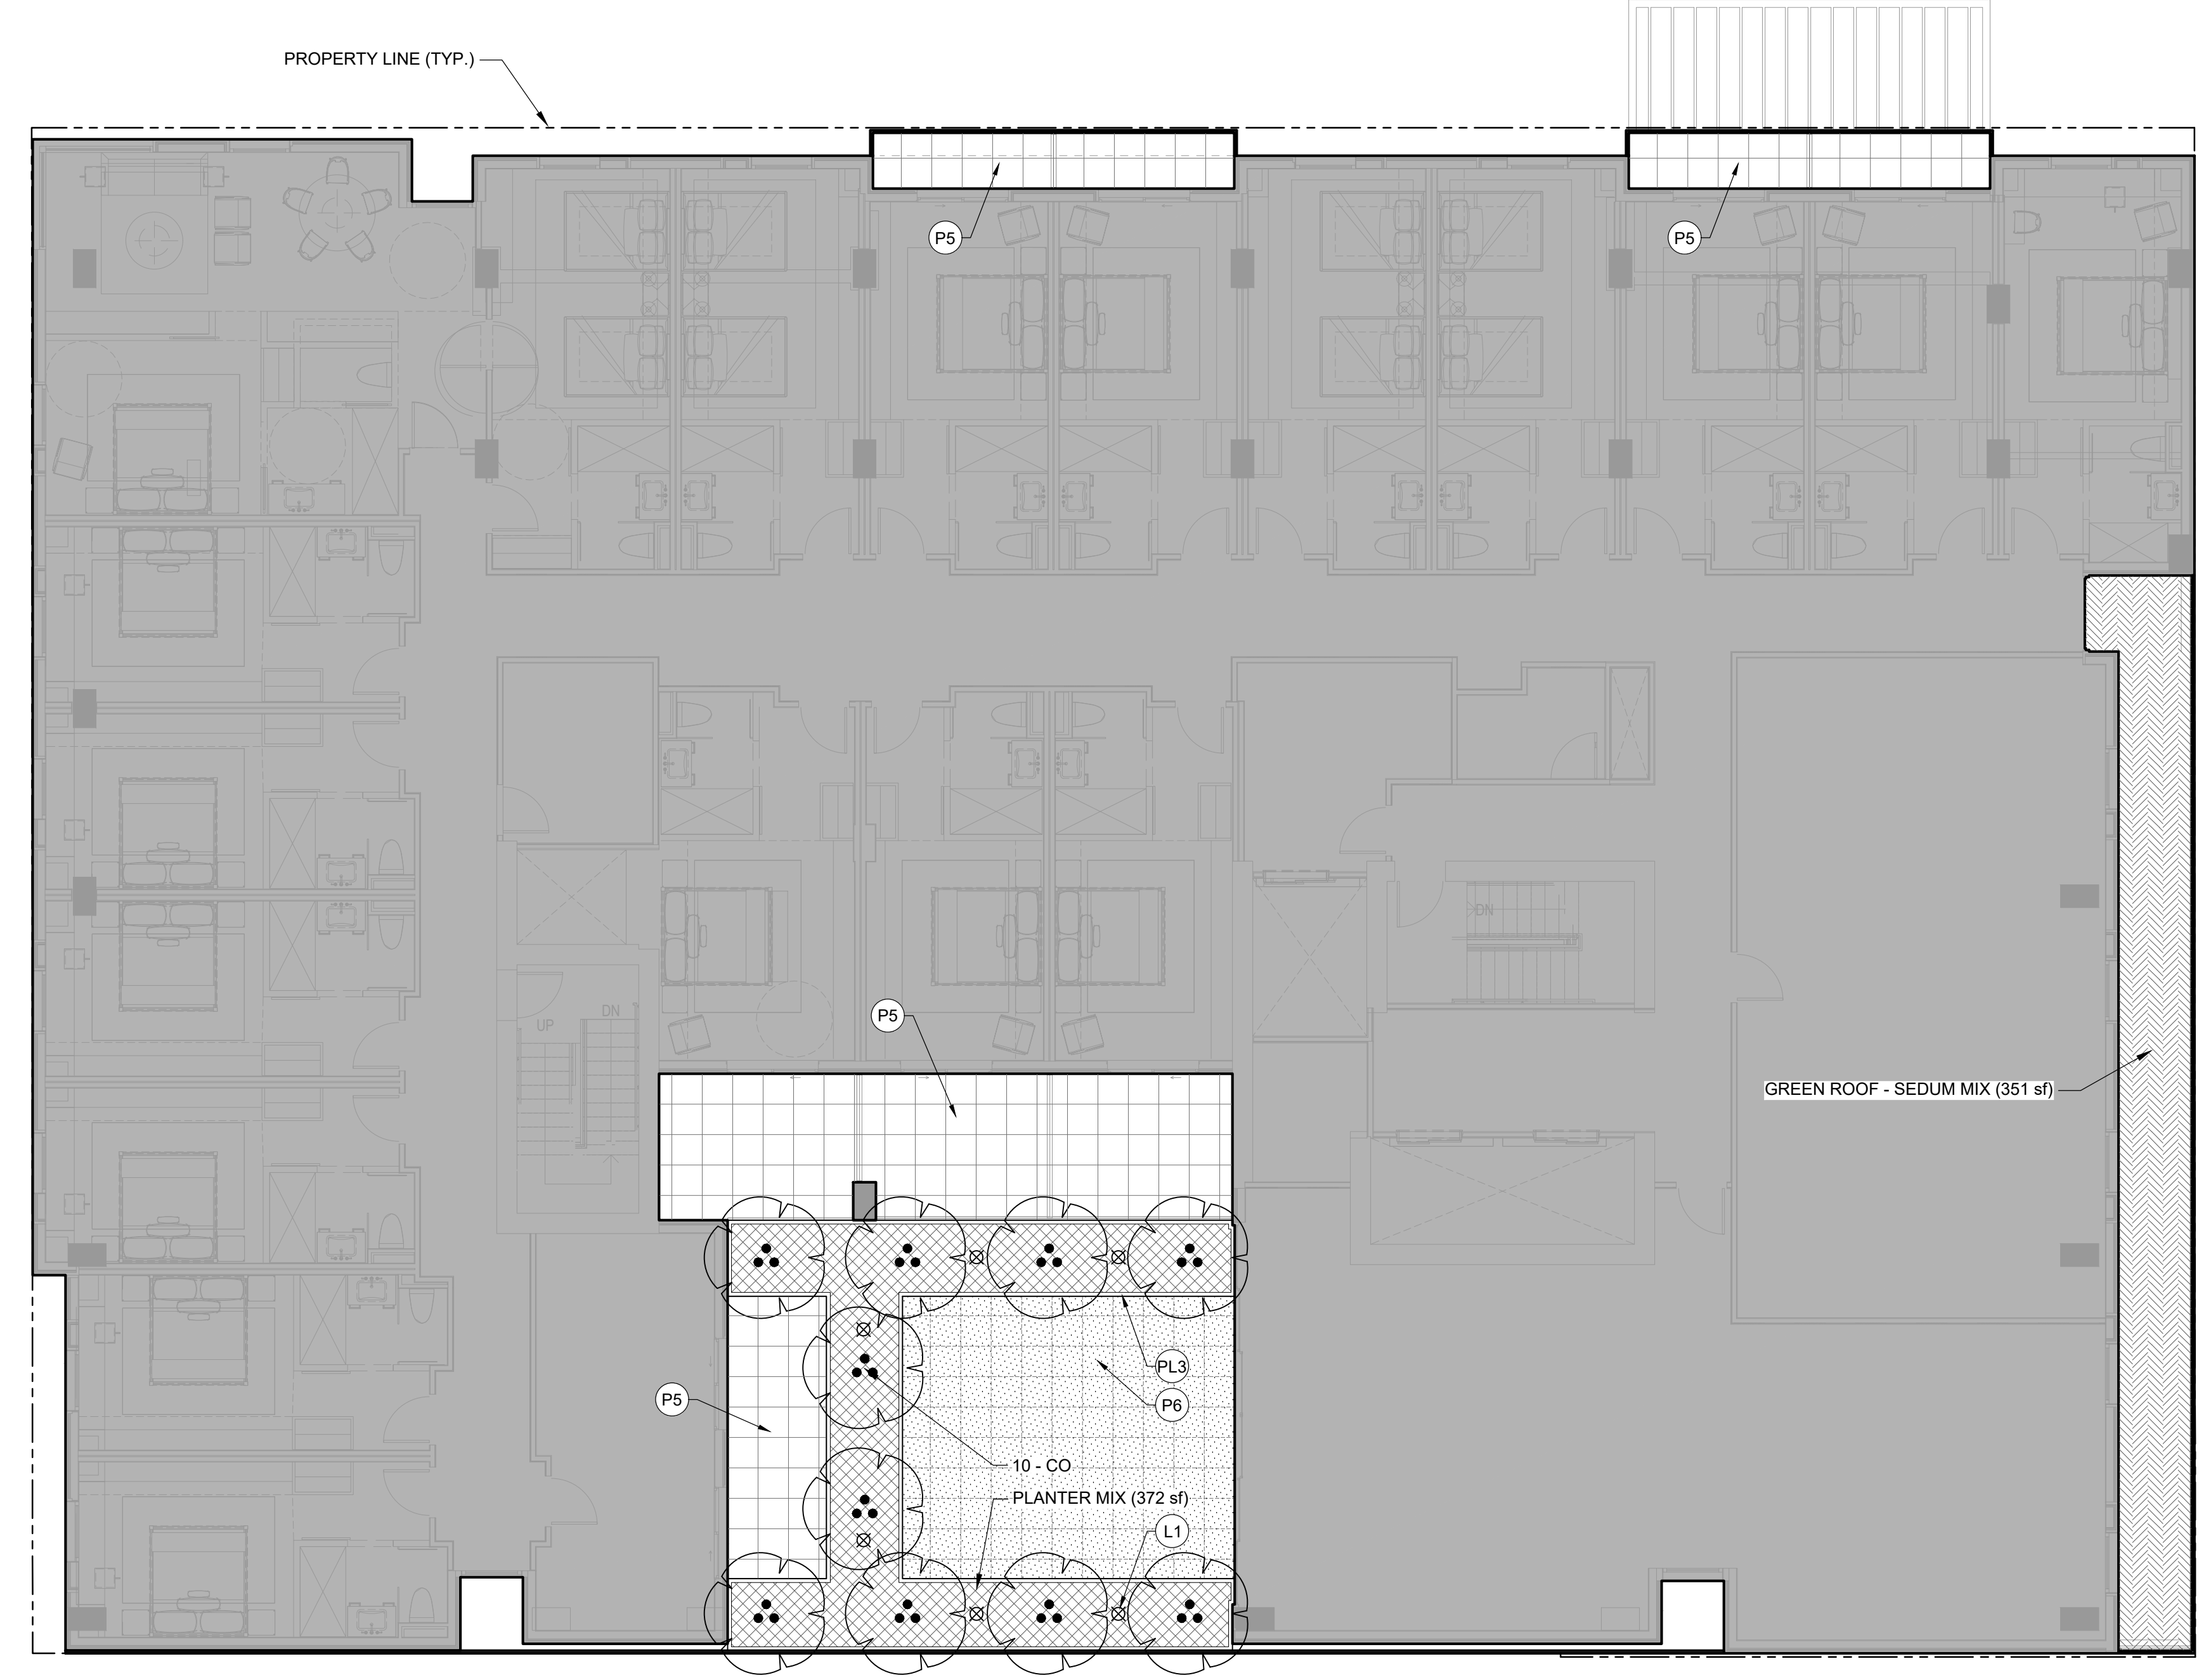 PROPERTY LINE (TYP.)
P5
P5
DN
P5
UP
DN
GREEN ROOF - SEDUM MIX (351 sf)
PL3
P5
P6
10 - CO
PLANTER MIX (372 sf)
L1